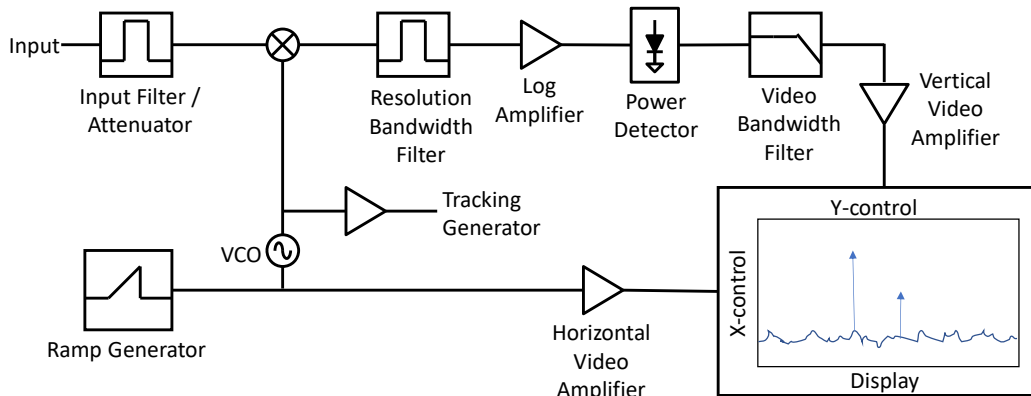 Input
Input Filter /
Attenuator
Resolution
Bandwidth
Filter
Log
Amplifier
Power
Detector
Video
Bandwidth
Filter
Vertical
Video
Amplifier
Tracking
Generator
VCO
Ramp Generator
Horizontal
Video
Amplifier
Y-control
X-control
Display